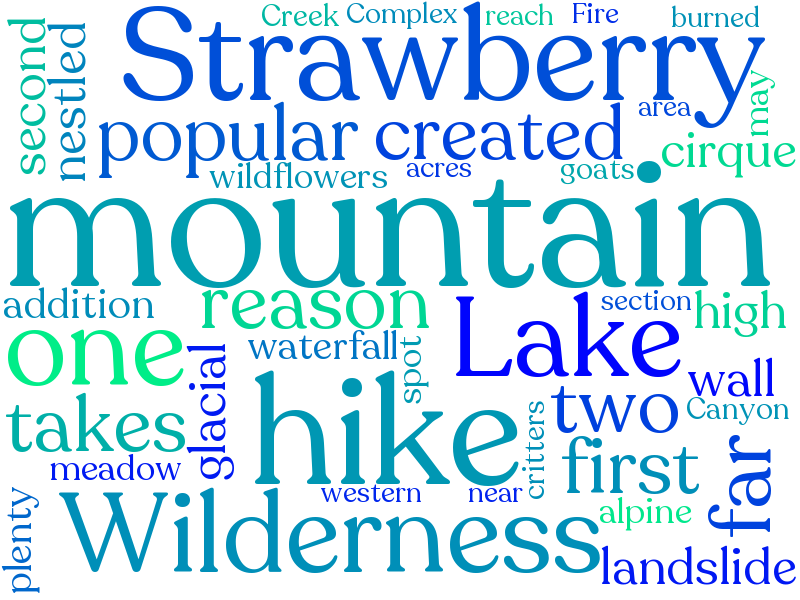 Creek Complex reach Fire burned
Strawberry
second
nestled
may
area
popular created
cirque
wildflowers acres goats
mountain
addition reason section high
one Lake
waterfall spot
glacial
wall
takes hike two Canyon
meadow critters first far
western near
plenty Wilderness alpine
landslide